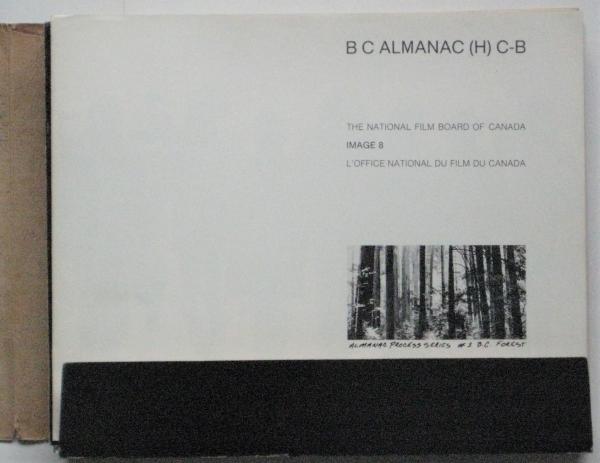 B C ALMANAC (H) C-B
THE NATIONAL FILM BOARD OF CANADA
IMAGE 8
L'OFFICE NATIONAL DU FILM DU CANADA
ALMANAC PROCESS SERIES #1 B.C. FOREST